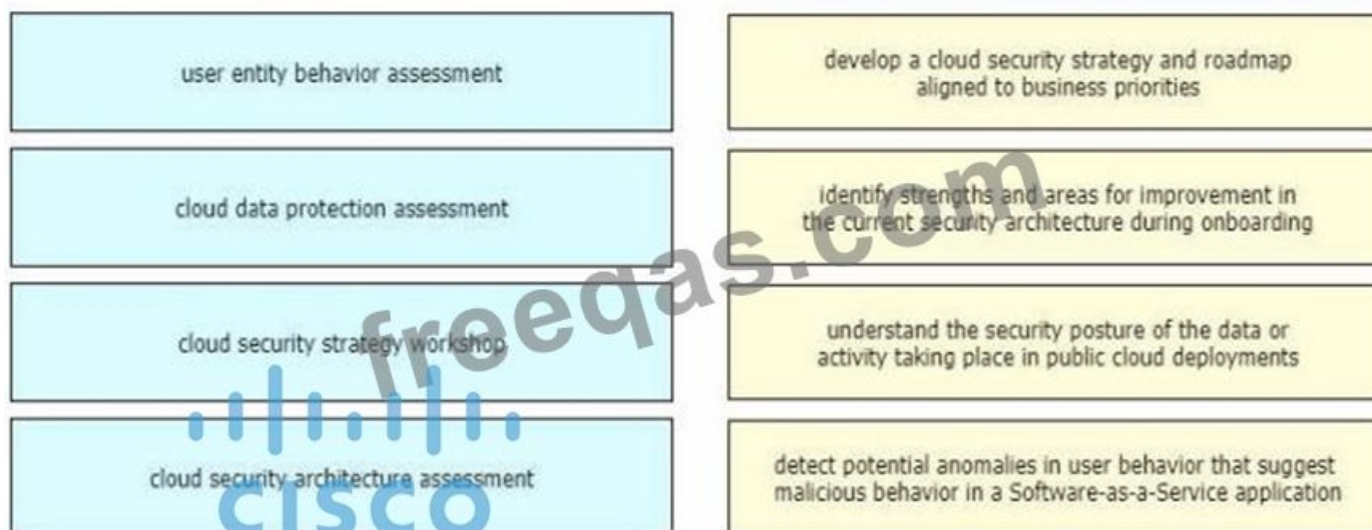 user entity behavior assessment
develop a cloud security strategy and roadmap
aligned to business priorities
cloud data protection assessment
identify strengths and areas for improvement in
the current security architecture during onboarding
cloud security strategy workshop
understand the security posture of the data or
activity taking place in public cloud deployments
cloud security architecture assessment
detect potential anomalies in user behavior that suggest
malicious behavior in a Software-as-a-Service application
freeqas.com
CISCO